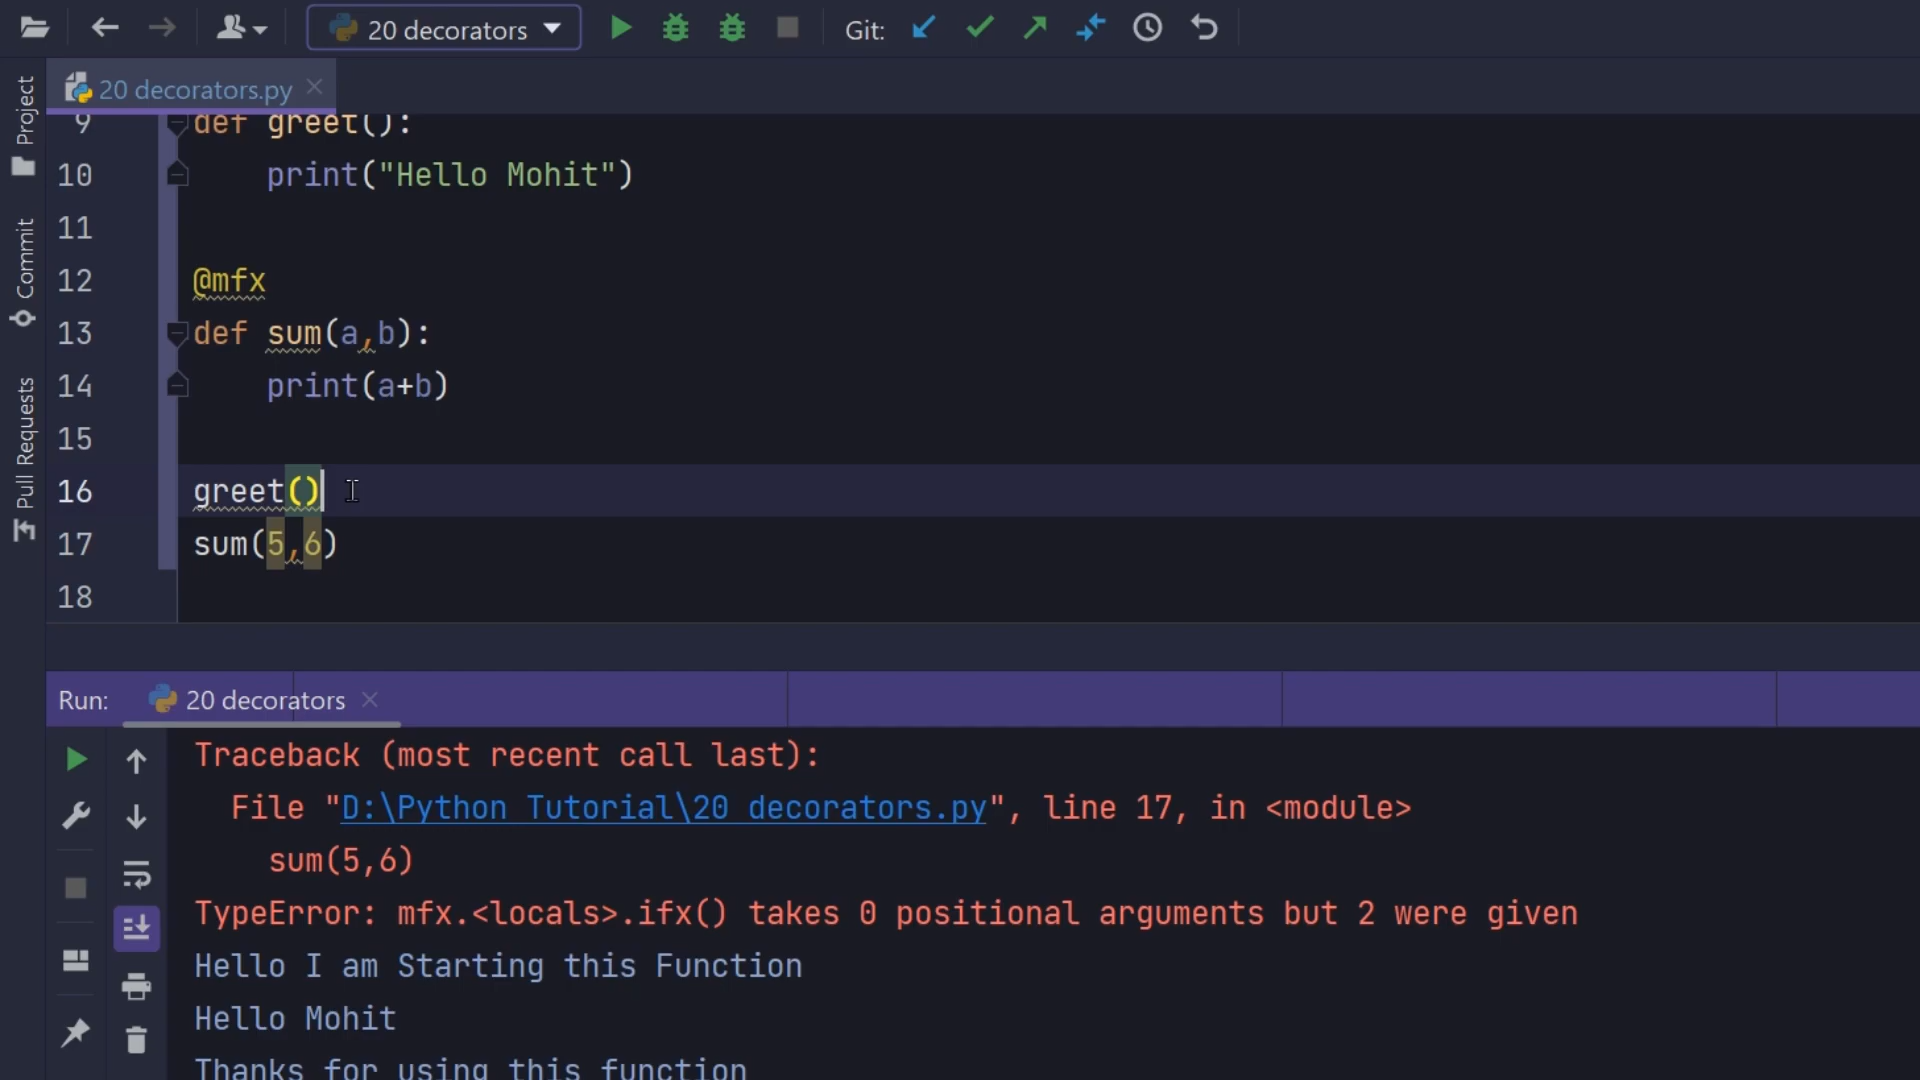 20 decorators
Git:
20 decorators.py
Project
Commit
Pull Requests
9 def greet():
10 print("Hello Mohit")
11
12 @mfx
13 def sum(a,b):
14 print(a+b)
15
16 greet()
17 sum(5,6)
18
Run: 20 decorators
Traceback (most recent call last):
File "D:\Python Tutorial\20 decorators.py", line 17, in <module>
sum(5,6)
TypeError: mfx.<locals>.ifx() takes 0 positional arguments but 2 were given
Hello I am Starting this Function
Hello Mohit
Thanks for using this function